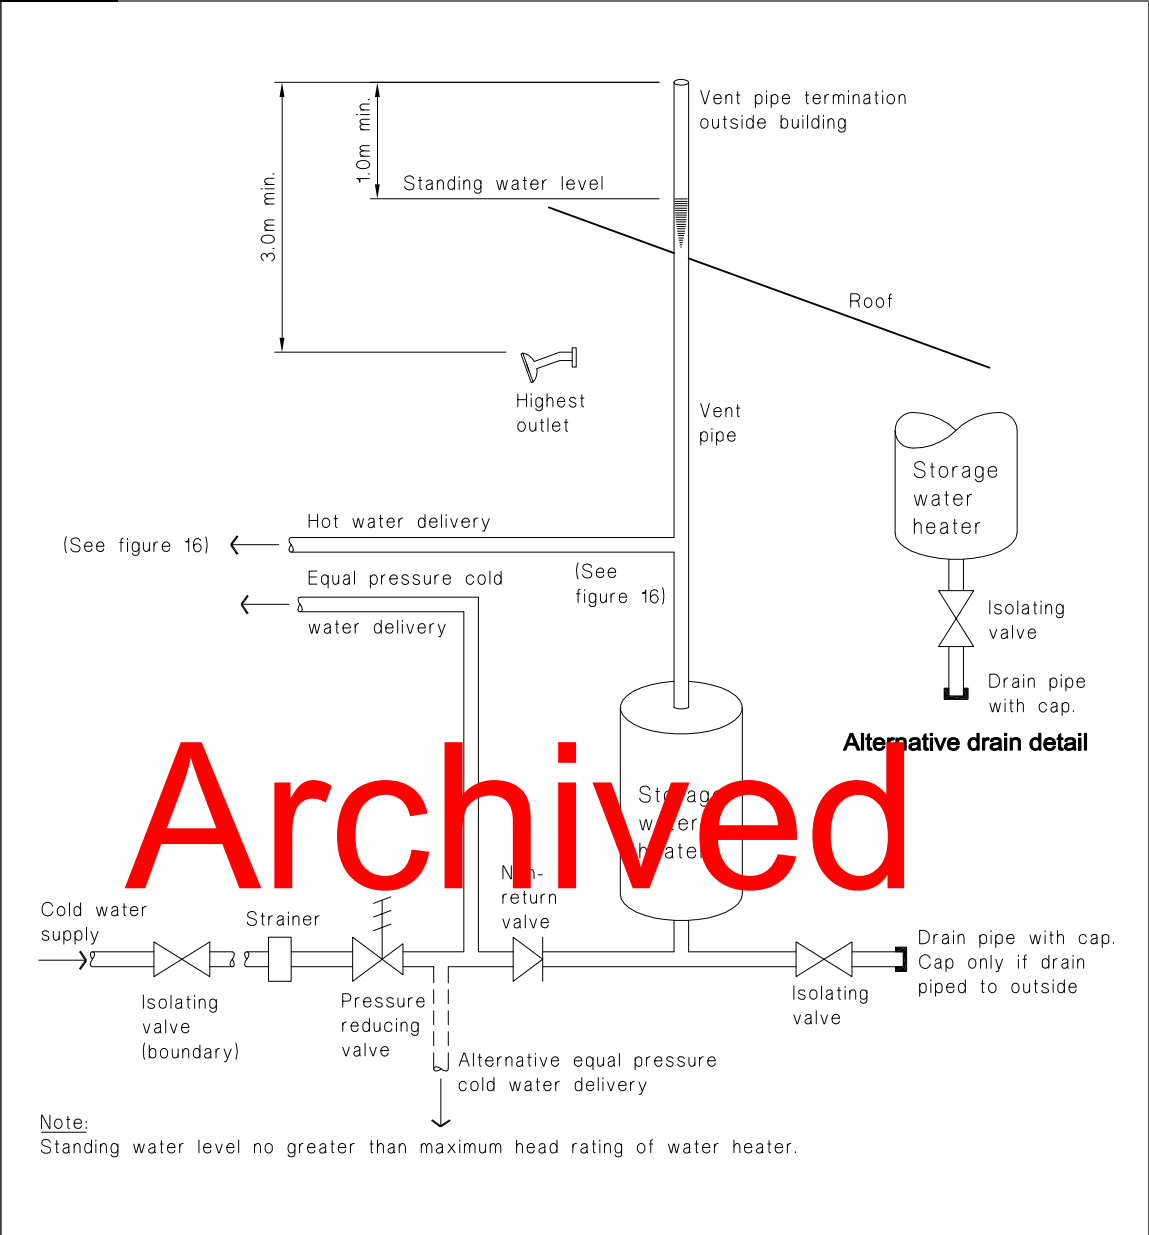 Vent pipe termination
outside building
1.0m min.
3.0m min.
Standing water level
Roof
Highest
outlet
Vent
pipe
Storage
water
heater
Hot water delivery
(See figure 16)
(See
figure 16)
Equal pressure cold
water delivery
Isolating
valve
Drain pipe
with cap.
Alternative drain detail
Archived
Storage
water
heater
Non-
return
valve
Cold water
supply
Strainer
Drain pipe with cap.
Cap only if drain
piped to outside
Isolating
valve
(boundary)
Pressure
reducing
valve
Isolating
valve
Alternative equal pressure
cold water delivery
Note:
Standing water level no greater than maximum head rating of water heater.